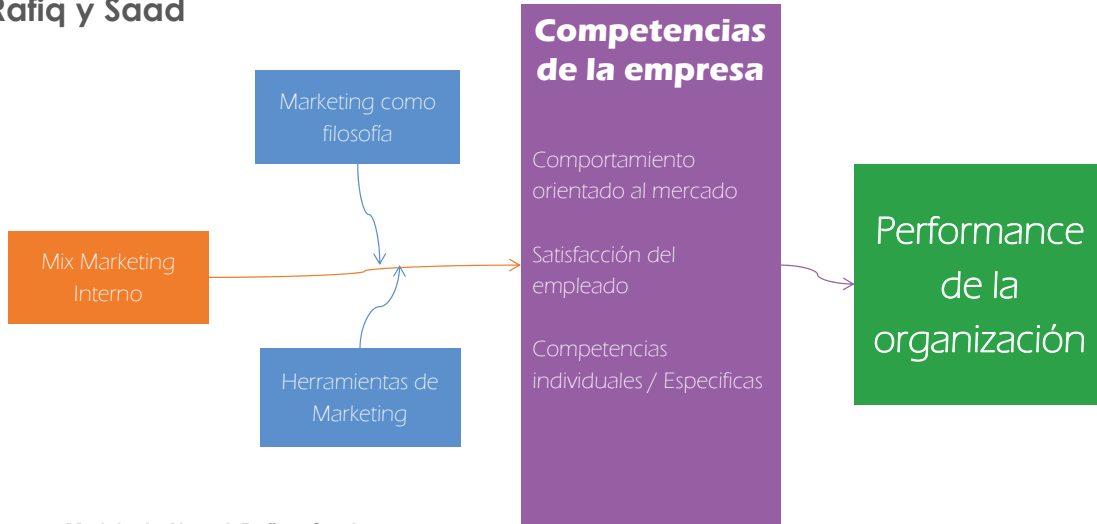 Rafiq y Saad
Competencias
de la empresa
Marketing como
filosofía
Comportamiento
orientado al mercado
Mix Marketing
Interno
Satisfacción del
empleado
Performance
de la
organización
Herramientas de
Marketing
Competencias
individuales / Especificas